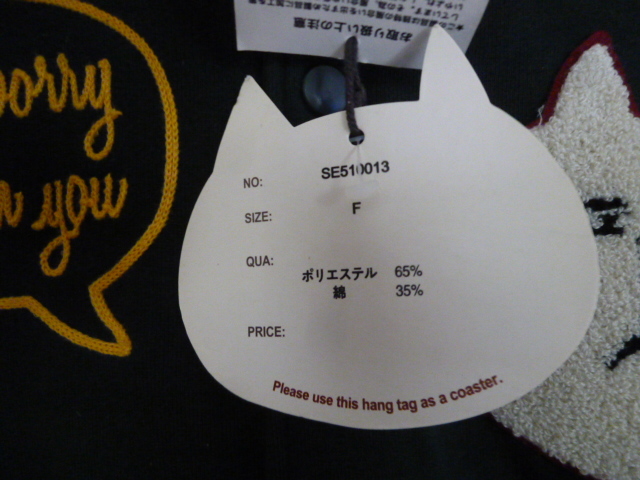 お取り扱い上の注意
orry
you
NO: SE510013
SIZE: F
QUA:
ポリエステル 65%
綿 35%
PRICE:
Please use this hang tag as a coaster.